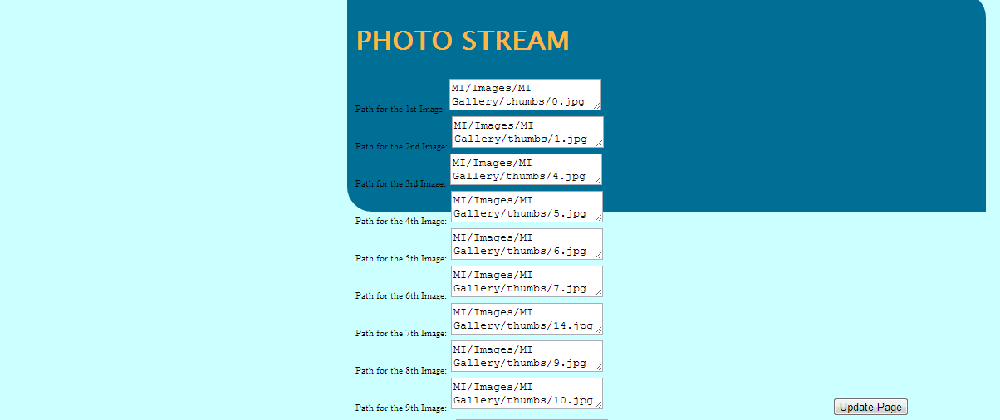 PHOTO STREAM
MI/Images/MI
Path for the 1st Image: Gallery/thumbs/0.jpg
MI/Images/MI
Path for the 2nd Image: Gallery/thumbs/1.jpg
MI/Images/MI
Path for the 3rd Image: Gallery/thumbs/4.jpg
MI/Images/MI
Path for the 4th Image: Gallery/thumbs/5.jpg
MI/Images/MI
Path for the 5th Image: Gallery/thumbs/6.jpg
MI/Images/MI
Path for the 6th Image: Gallery/thumbs/7.jpg
MI/Images/MI
Path for the 7th Image: Gallery/thumbs/14.jpg
MI/Images/MI
Path for the 8th Image: Gallery/thumbs/9.jpg
MI/Images/MI
Path for the 9th Image: Gallery/thumbs/10.jpg
Update Page